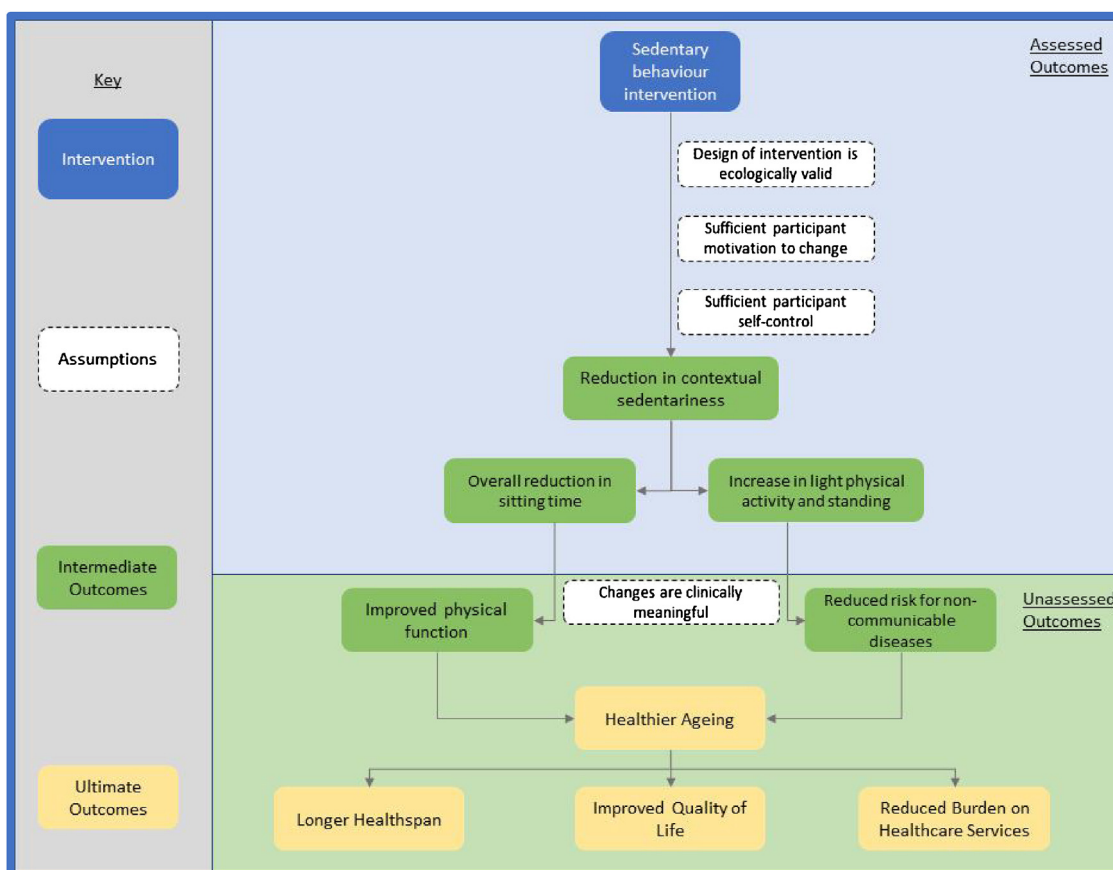 Key
Intervention
Assumptions
Intermediate
Outcomes
Ultimate
Outcomes
Assessed
Outcomes
Sedentary
behaviour
intervention
Design of intervention is
ecologically valid
Sufficient participant
motivation to change
Sufficient participant
self-control
Reduction in contextual
sedentariness
Overall reduction in
sitting time
Increase in light physical
activity and standing
Unassessed
Outcomes
Changes are clinically
meaningful
Improved physical
function
Reduced risk for non-
communicable
diseases
Healthier Ageing
Longer Healthspan
Improved Quality of
Life
Reduced Burden on
Healthcare Services